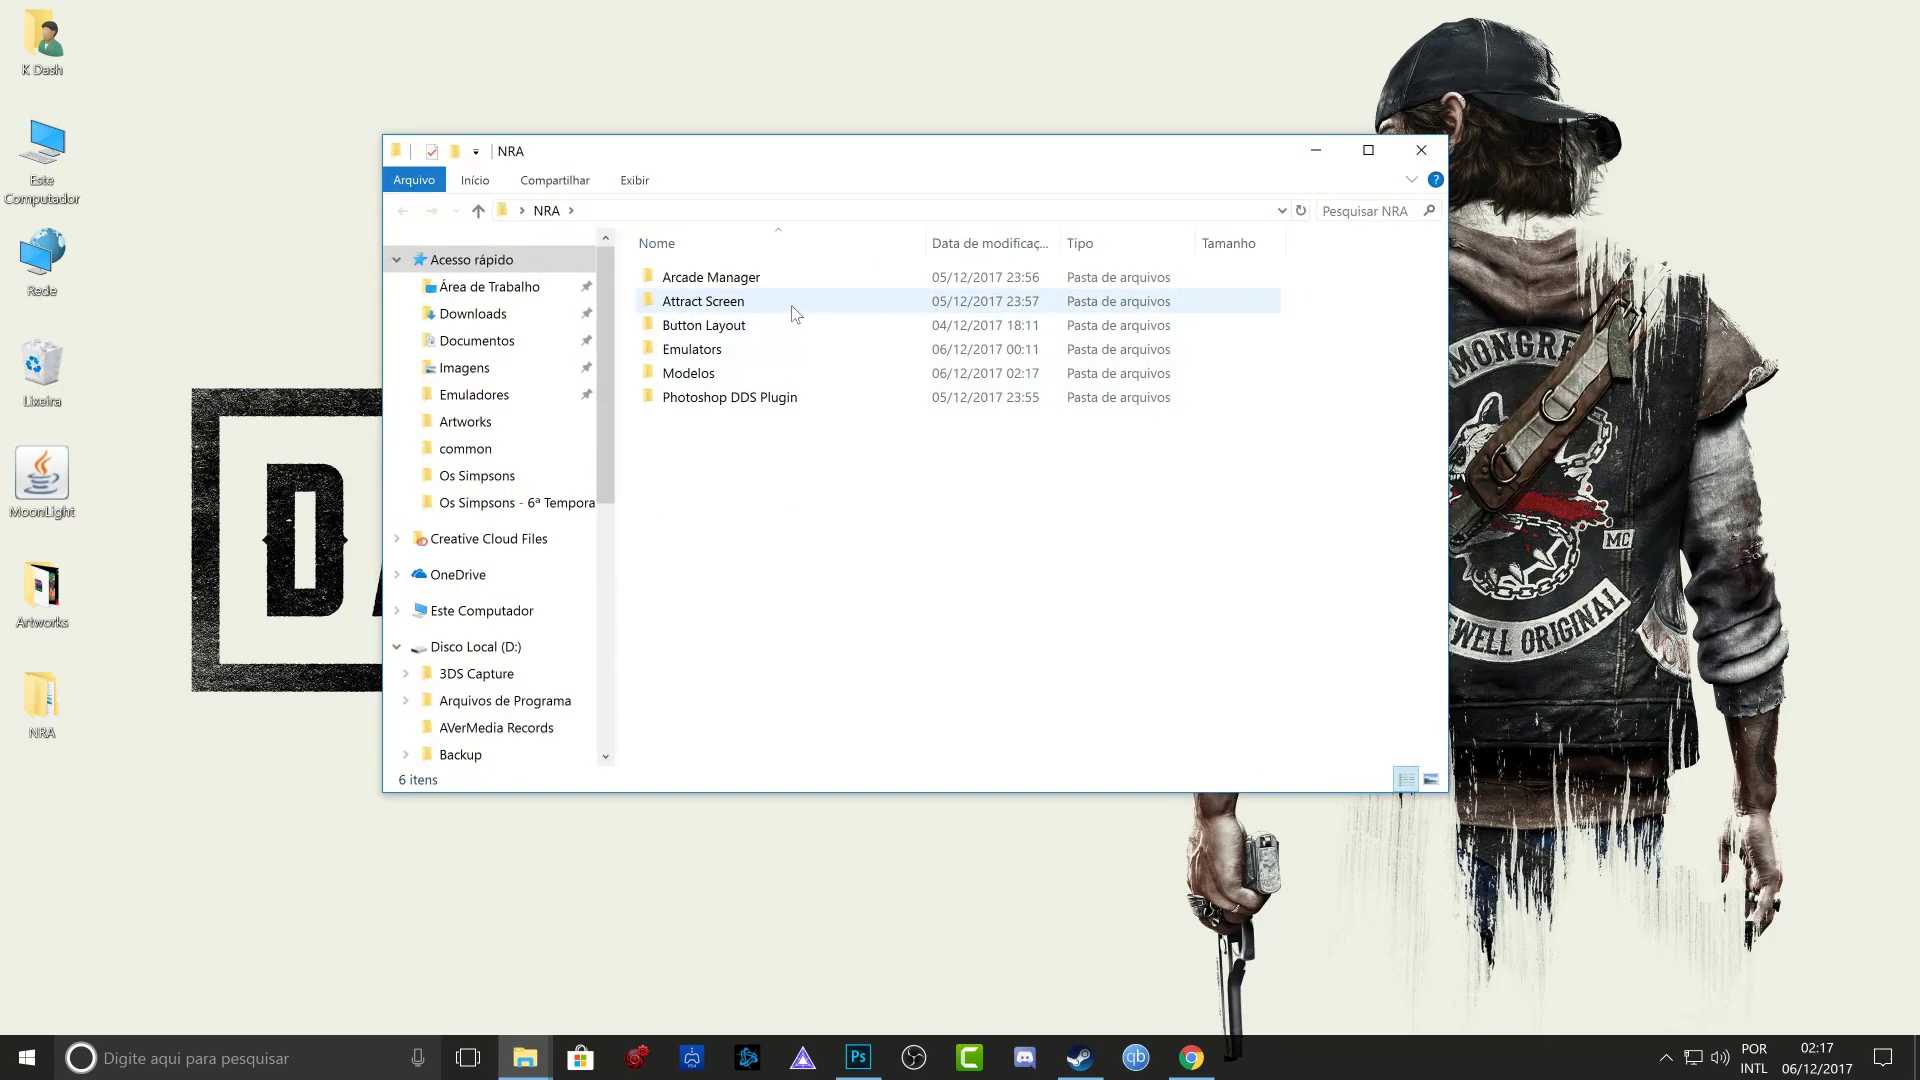 K Dash
Este
Computador
Rede
Lixeira
MoonLight
Artworks
NRA
NRA
Arquivo
Início
Compartilhar
Exibir
NRA
Pesquisar NRA
Nome
Data de modificaç...
Tipo
Tamanho
Acesso rápido
Área de Trabalho
Downloads
Documentos
Imagens
Emuladores
Artworks
common
Os Simpsons
Os Simpsons - 6ª Tempora
Creative Cloud Files
OneDrive
Este Computador
Disco Local (D:)
3DS Capture
Arquivos de Programa
AVerMedia Records
Backup
Arcade Manager 05/12/2017 23:56 Pasta de arquivos
Attract Screen 05/12/2017 23:57 Pasta de arquivos
Button Layout 04/12/2017 18:11 Pasta de arquivos
Emulators 06/12/2017 00:11 Pasta de arquivos
Modelos 06/12/2017 02:17 Pasta de arquivos
Photoshop DDS Plugin 05/12/2017 23:55 Pasta de arquivos
6 itens
D
MONGRE
MC
EWELL ORIGINAL
Digite aqui para pesquisar
Ps
qb
POR
INTL
02:17
06/12/2017